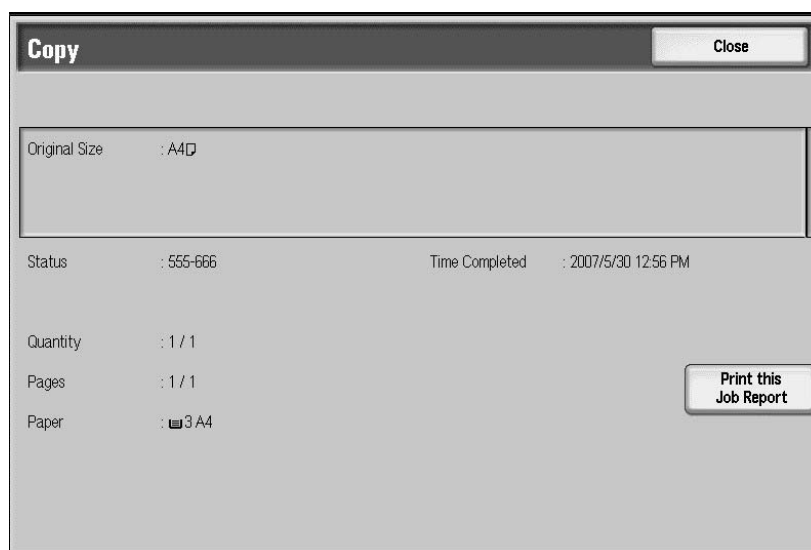 Copy
Close
Original Size : A4
Status : 555-666 Time Completed : 2007/5/30 12:56 PM
Quantity : 1 / 1
Pages : 1 / 1
Print this
Job Report
Paper : 3 A4